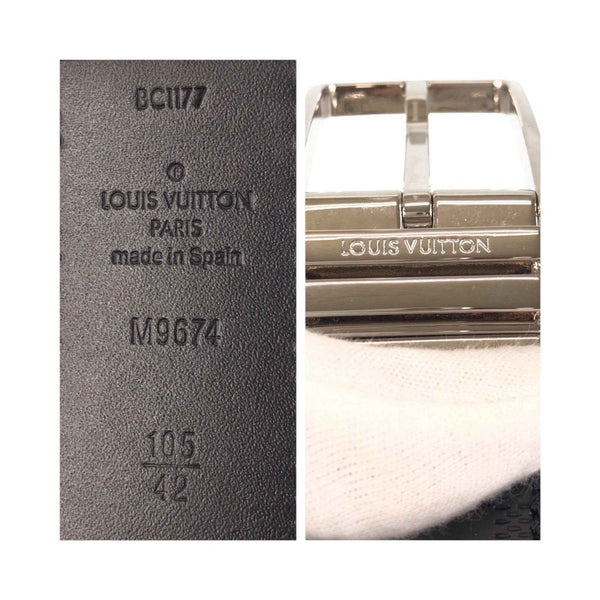 BC1177
©
LOUIS VUITTON
PARIS
made in Spain
M9674
105
42
LOUIS VUITTON